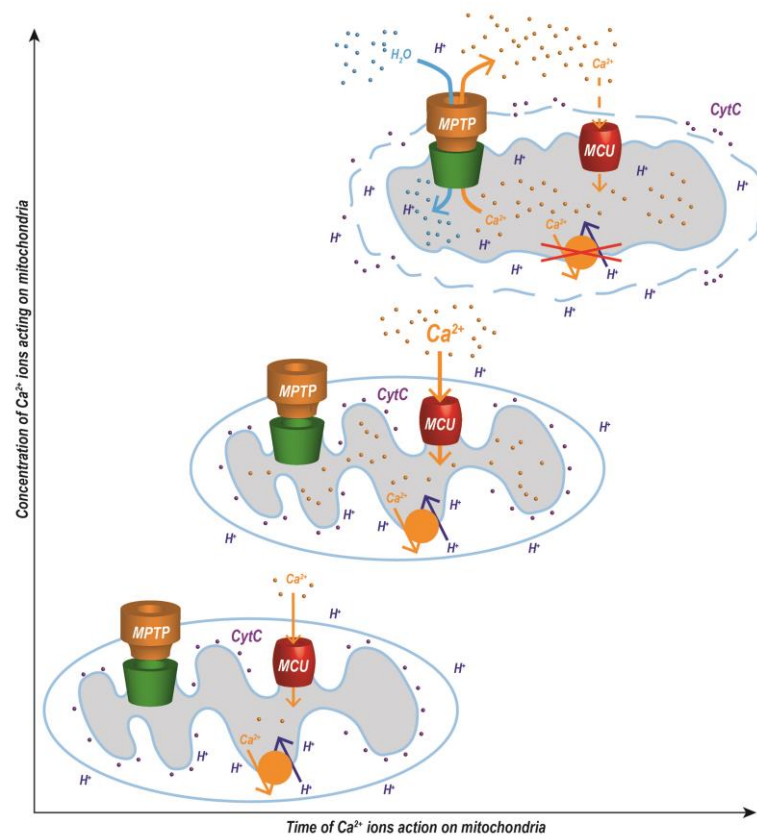 Concentration of Ca²⁺ ions acting on mitochondria
H₂O
H⁺
Ca²⁺
CytC
MPTP
MCU
H⁺
H⁺
H⁺
H⁺
H⁺
Ca²⁺
Ca²⁺
H⁺
H⁺
H⁺
H⁺
H⁺
Ca²⁺
H⁺
MPTP
CytC
MCU
H⁺
Ca²⁺
H⁺
H⁺
H⁺
H⁺
H⁺
H⁺
Ca²⁺
H⁺
MPTP
CytC
MCU
H⁺
Ca²⁺
H⁺
H⁺
H⁺
H⁺
H⁺
Time of Ca²⁺ ions action on mitochondria